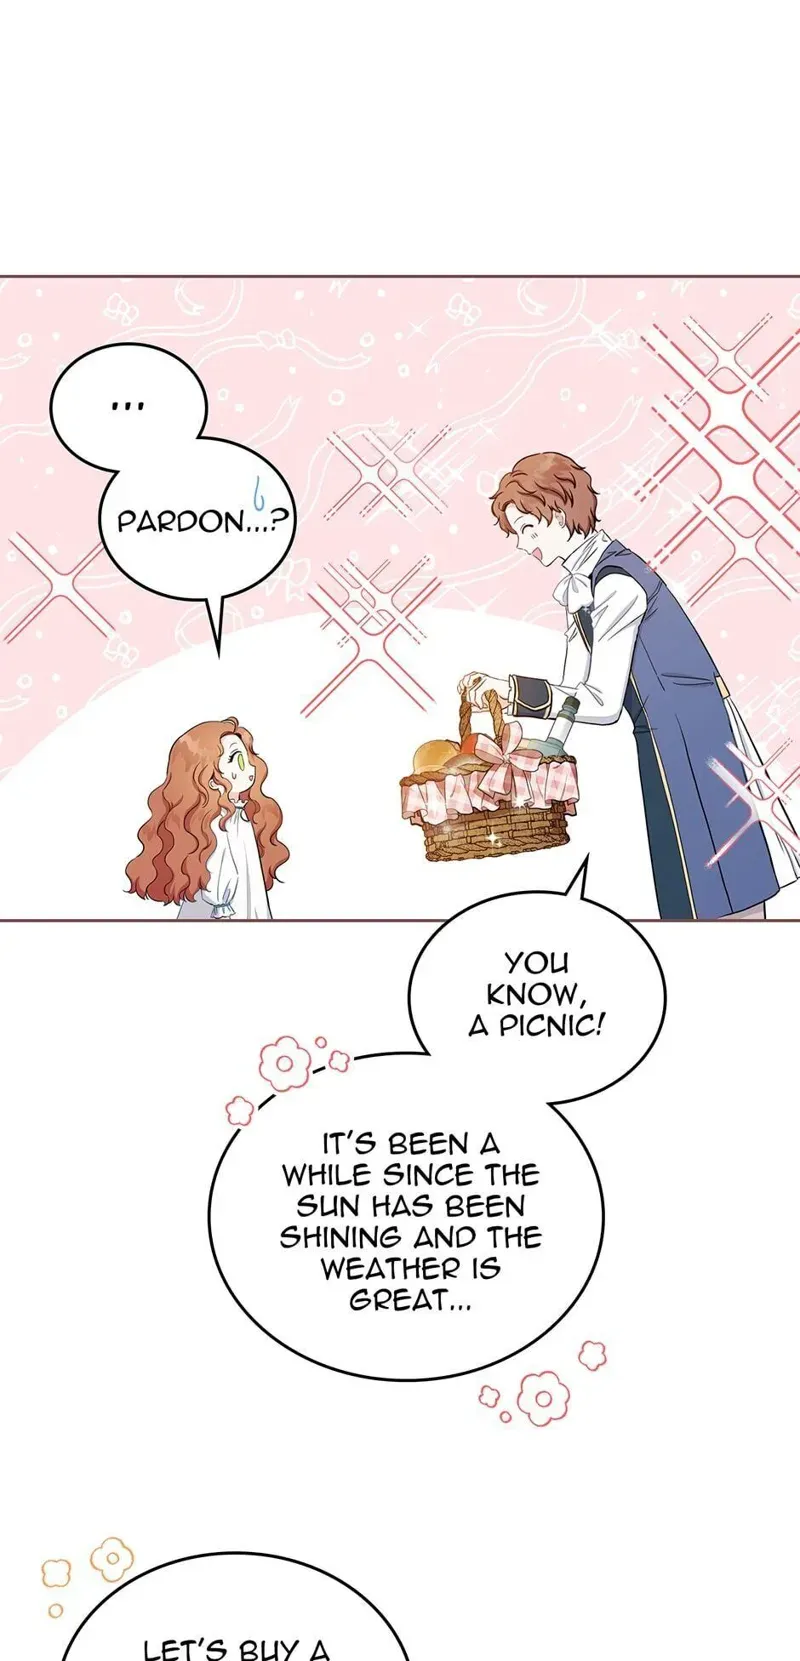 ...
PARDON...?
YOU
KNOW,
A PICNIC!
IT'S BEEN A
WHILE SINCE THE
SUN HAS BEEN
SHINING AND THE
WEATHER IS
GREAT...
LET'S BUY A